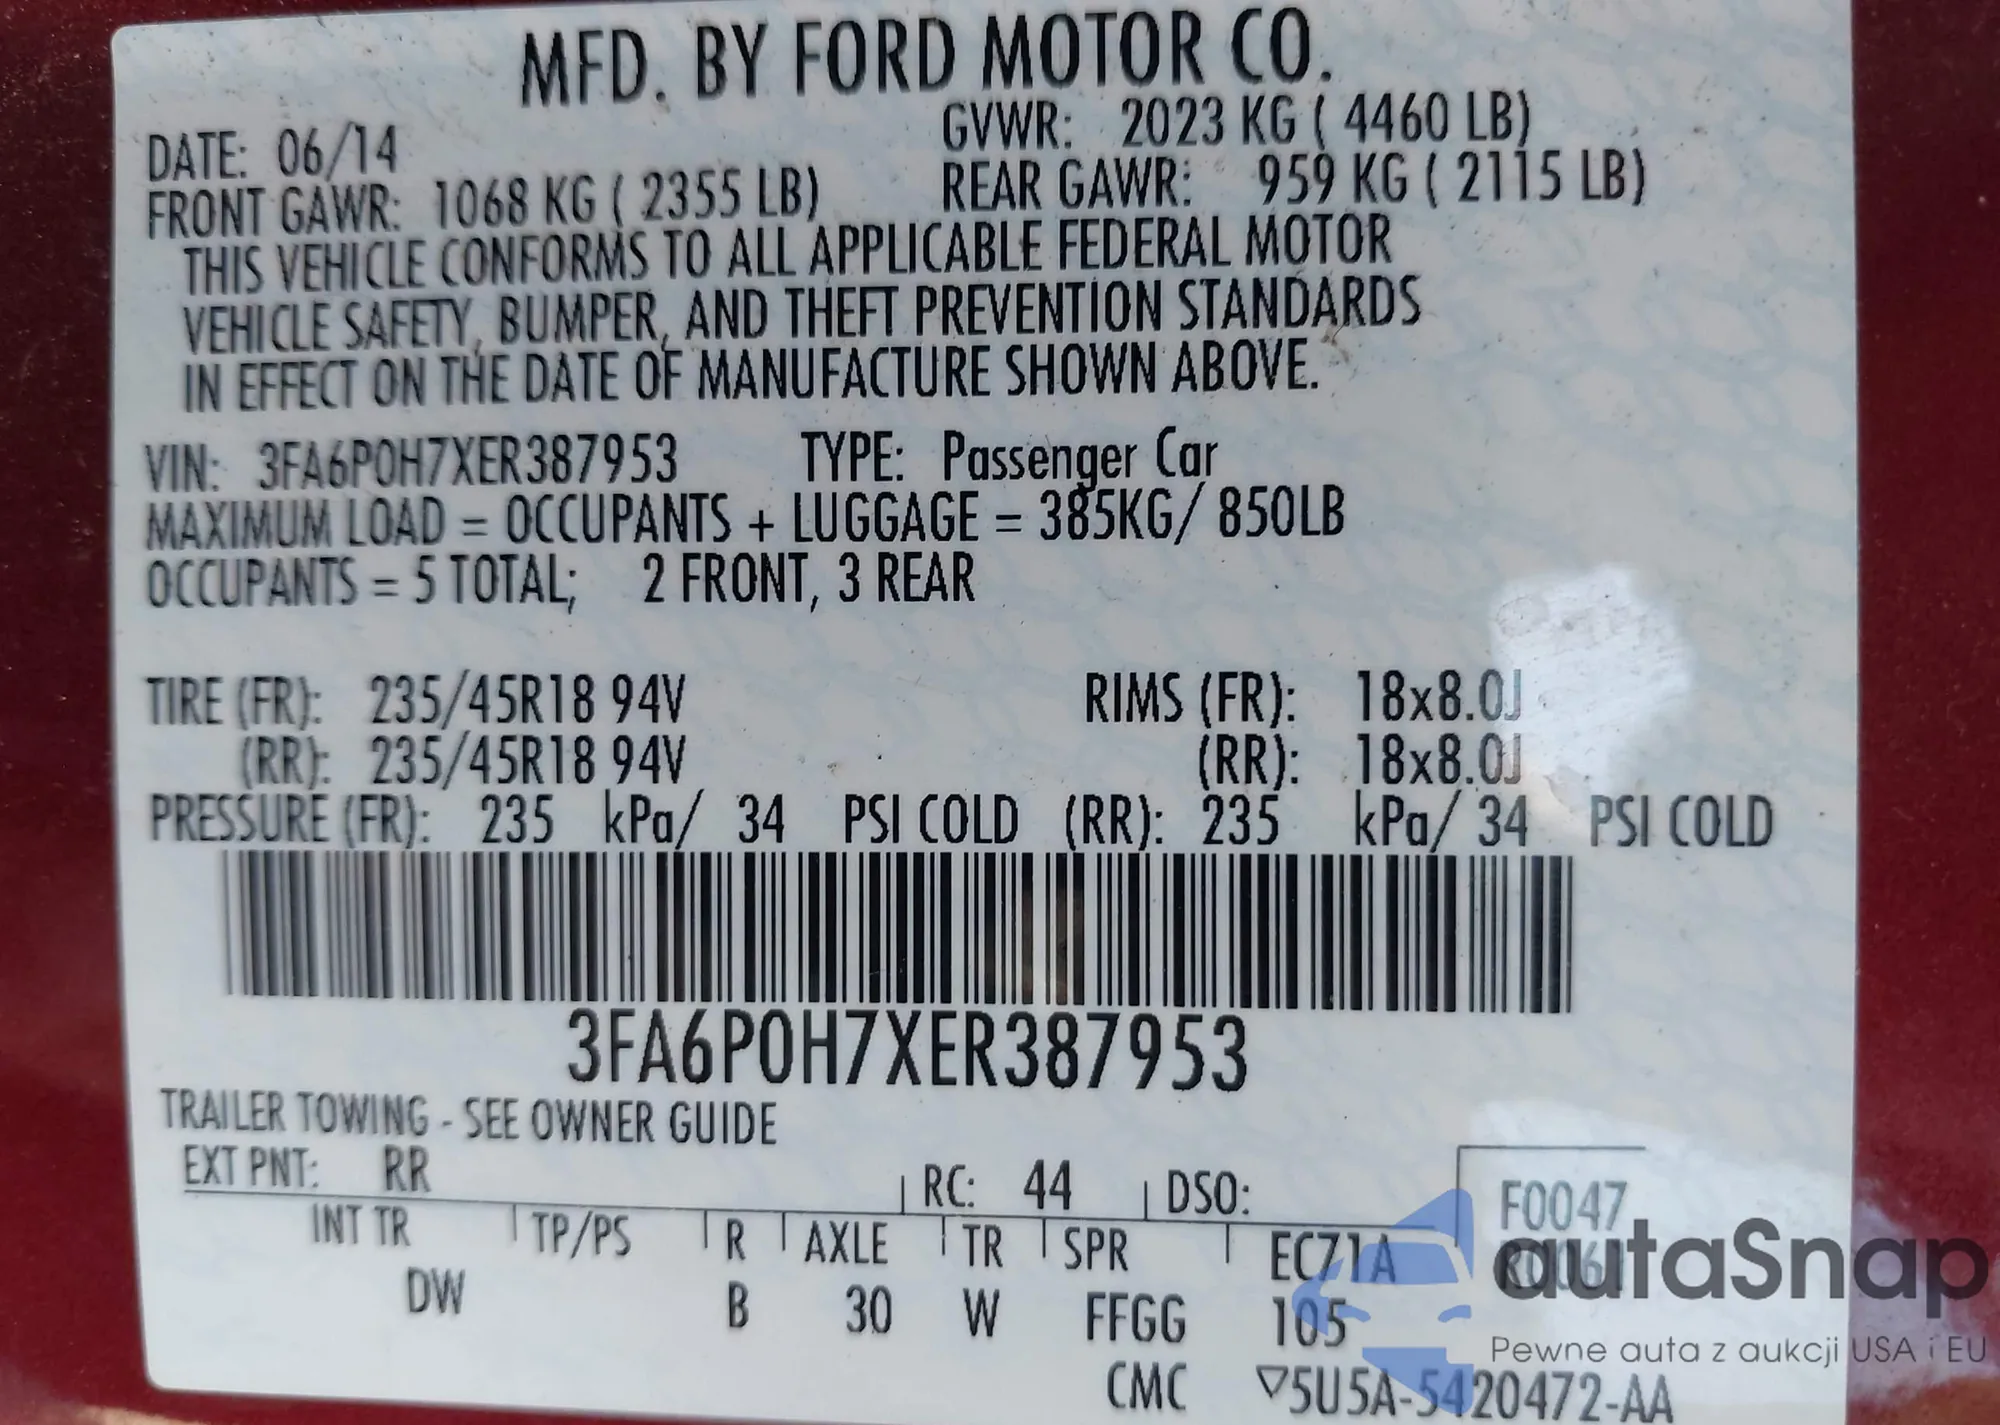 MFD. BY FORD MOTOR CO.
DATE: 06/14 GVWR: 2023 KG ( 4460 LB)
FRONT GAWR: 1068 KG ( 2355 LB) REAR GAWR: 959 KG ( 2115 LB)
THIS VEHICLE CONFORMS TO ALL APPLICABLE FEDERAL MOTOR
VEHICLE SAFETY, BUMPER, AND THEFT PREVENTION STANDARDS
IN EFFECT ON THE DATE OF MANUFACTURE SHOWN ABOVE.
VIN: 3FA6P0H7XER387953 TYPE: Passenger Car
MAXIMUM LOAD = OCCUPANTS + LUGGAGE = 385KG/ 850LB
OCCUPANTS = 5 TOTAL; 2 FRONT, 3 REAR
TIRE (FR): 235/45R18 94V RIMS (FR): 18x8.0J
(RR): 235/45R18 94V (RR): 18x8.0J
PRESSURE (FR): 235 kPa/ 34 PSI COLD (RR): 235 kPa/ 34 PSI COLD
3FA6P0H7XER387953
TRAILER TOWING - SEE OWNER GUIDE
EXT PNT: RR RC: 44 DSO: F0047
INT TR TP/PS R AXLE TR SPR EC71A
DW B 30 W FFGG 105
CMC ▽5U5A-5420472-AA
autaSnap
Pewne auta z aukcji USA i EU